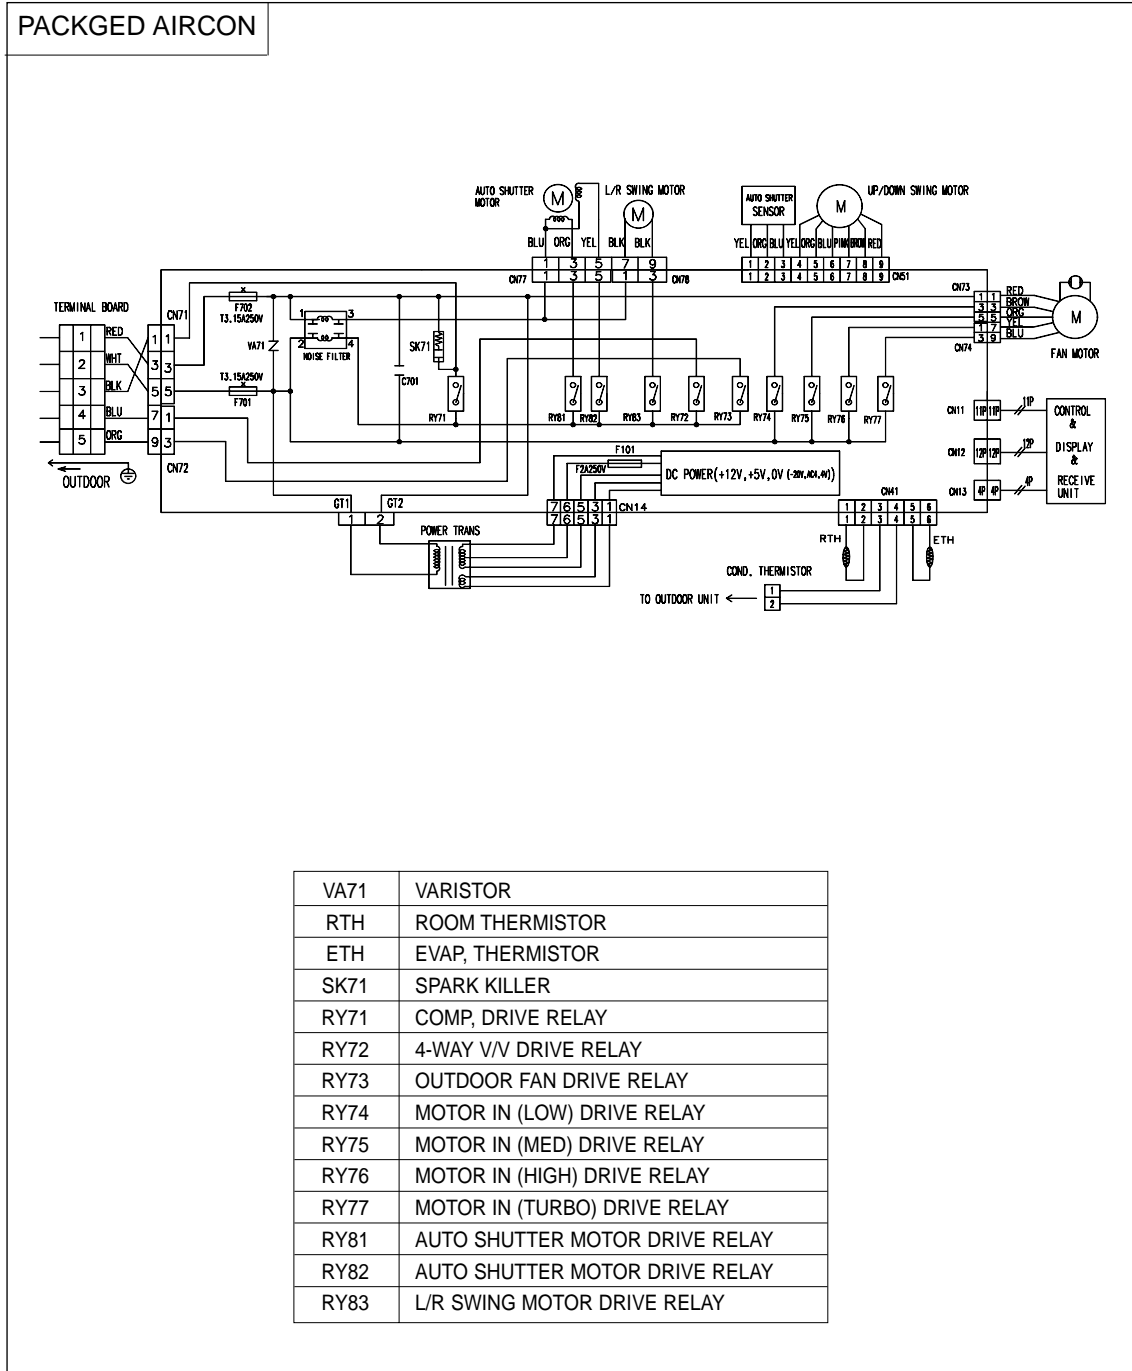 PACKGED AIRCON
AUTO SHUTTER
MOTOR
M
L/R SWING MOTOR
M
AUTO SHUTTER
SENSOR
M
UP/DOWN SWING MOTOR
BLU ORG YEL BLK BLK
YEL ORG BLU YEL ORG BLU PINK BROW RED
1 3 5 7 9
1 3 5 1 3
CN77
CN78
1 2 3 4 5 6 7 8 9
1 2 3 4 5 6 7 8 9
CN51
CN73
1 1 RED
3 3 BROW
5 5 ORG
1 7 YEL
3 9 BLU
CN74
M
FAN MOTOR
TERMINAL BOARD
1 RED
2 WHT
3 BLK
4 BLU
5 ORG
OUTDOOR
CN71
1 1
3 3
5 5
7 1
9 3
CN72
F702
T3.15A250V
VA71
T3.15A250V
F701
1 3
2 4
NOISE FILTER
SK71
C701
RY71
RY81
RY82
RY83
RY72
RY73
RY74
RY75
RY76
RY77
CN11 11P 11P 11P
CN12 12P 12P 12P
CN13 4P 4P 4P
CONTROL
&
DISPLAY
&
RECEIVE
UNIT
F101
F2A250V
DC POWER(+12V,+5V,0V (-28V,AC4,4V))
GT1
GT2
1 2
7 6 5 3 1
7 6 5 3 1
CN14
POWER TRANS
CN41
1 2 3 4 5 6
1 2 3 4 5 6
RTH
ETH
COND. THERMISTOR
1
2
TO OUTDOOR UNIT
VA71 VARISTOR
RTH ROOM THERMISTOR
ETH EVAP, THERMISTOR
SK71 SPARK KILLER
RY71 COMP, DRIVE RELAY
RY72 4-WAY V/V DRIVE RELAY
RY73 OUTDOOR FAN DRIVE RELAY
RY74 MOTOR IN (LOW) DRIVE RELAY
RY75 MOTOR IN (MED) DRIVE RELAY
RY76 MOTOR IN (HIGH) DRIVE RELAY
RY77 MOTOR IN (TURBO) DRIVE RELAY
RY81 AUTO SHUTTER MOTOR DRIVE RELAY
RY82 AUTO SHUTTER MOTOR DRIVE RELAY
RY83 L/R SWING MOTOR DRIVE RELAY